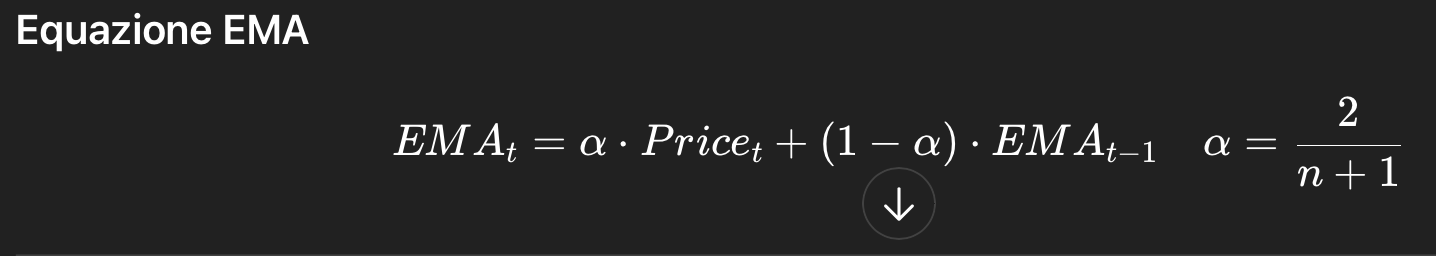 Equazione EMA
EMA_t = α · Price_t + (1 − α) · EMA_{t−1}   α = 2/(n + 1)